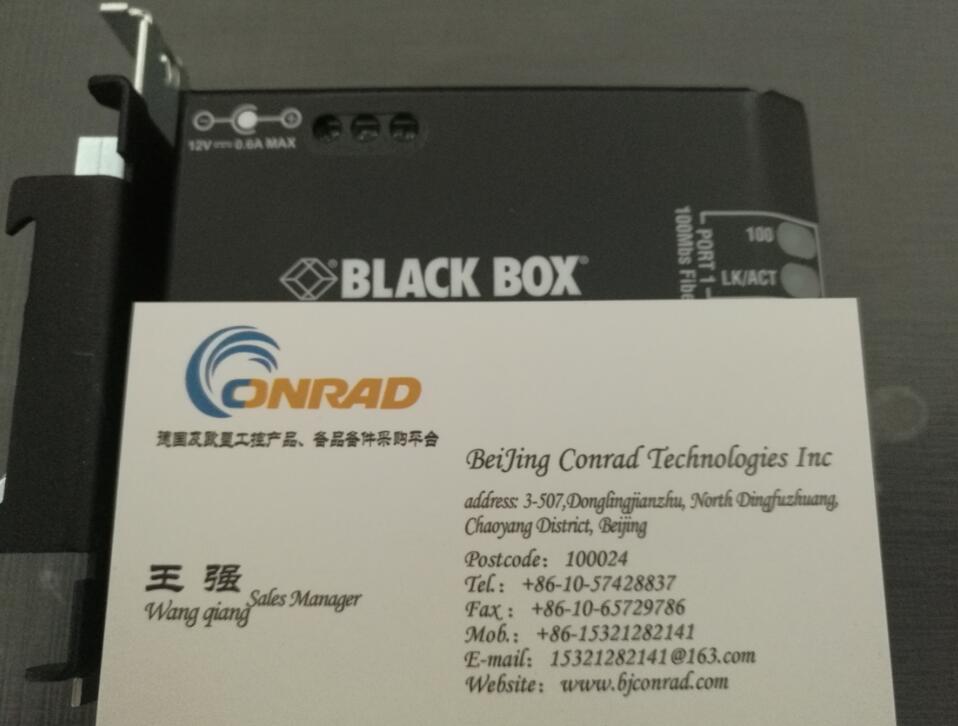 12V⎓0.6A MAX
BLACK BOX®
100
LK/ACT
PORT 1
100Mbs Fibe
CONRAD
德国及欧盟工控产品、备品备件采购平台
BeiJing Conrad Technologies Inc
address: 3-507,Donglingjianzhu, North Dingfuzhuang,
Chaoyang District, Beijing
Postcode： 100024
Tel.： +86-10-57428837
Fax： +86-10-65729786
Mob.： +86-15321282141
E-mail： 15321282141@163.com
Website： www.bjconrad.com
王 强
Wang qiang Sales Manager